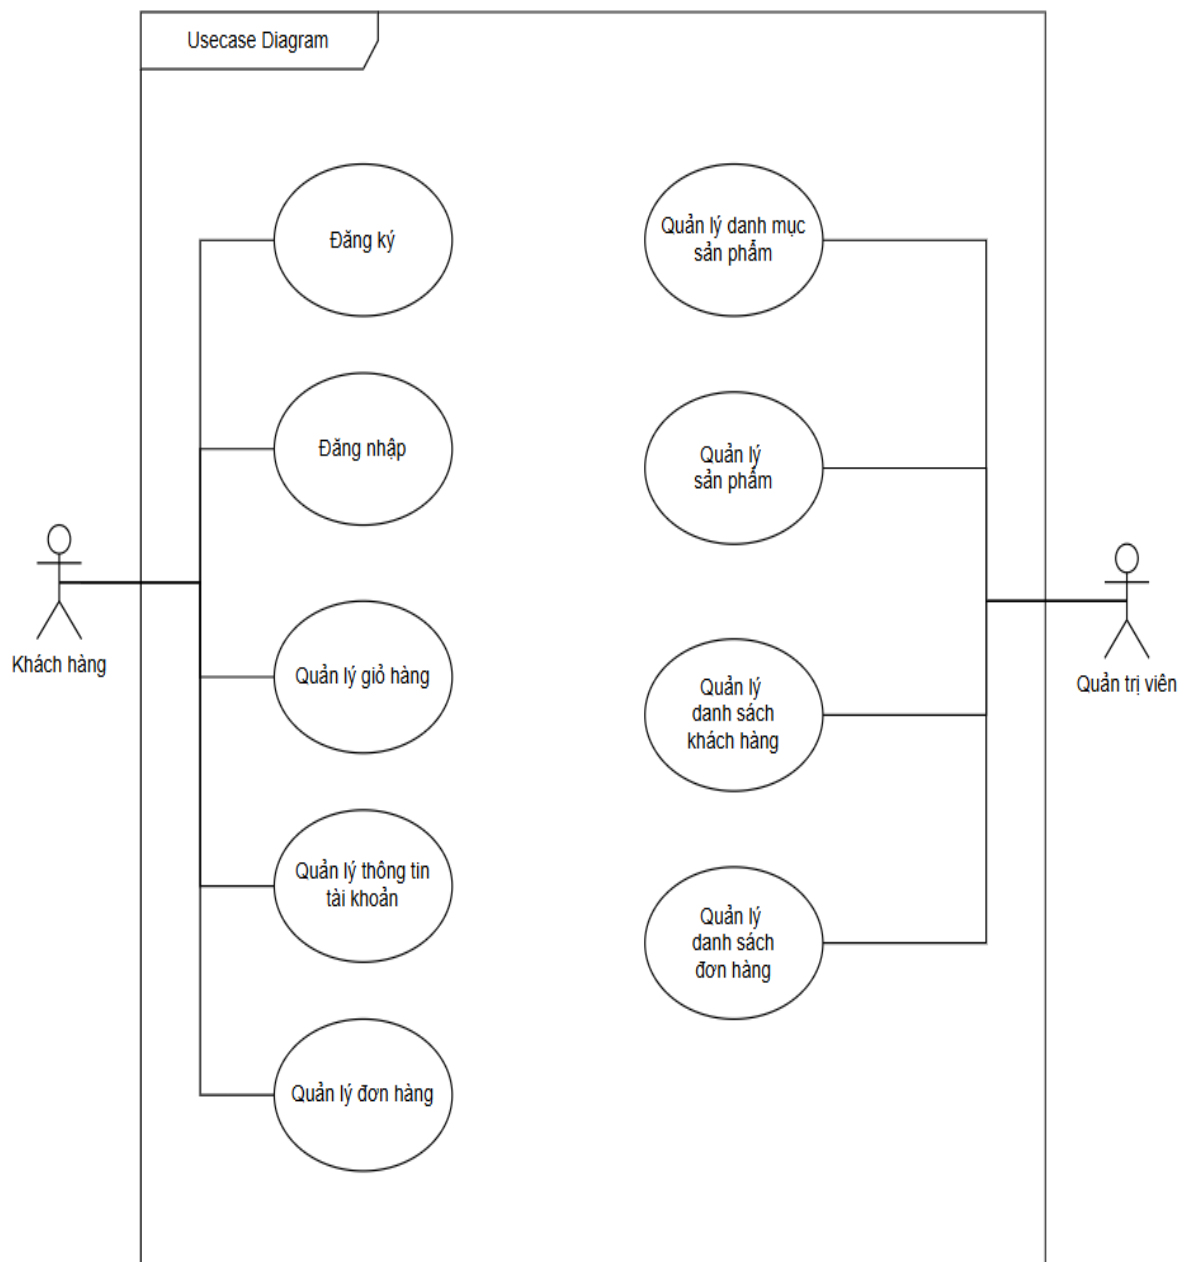 Usecase Diagram
Đăng ký
Đăng nhập
Quản lý giỏ hàng
Quản lý thông tin
tài khoản
Quản lý đơn hàng
Quản lý danh mục
sản phẩm
Quản lý
sản phẩm
Quản lý
danh sách
khách hàng
Quản lý
danh sách
đơn hàng
Khách hàng
Quản trị viên